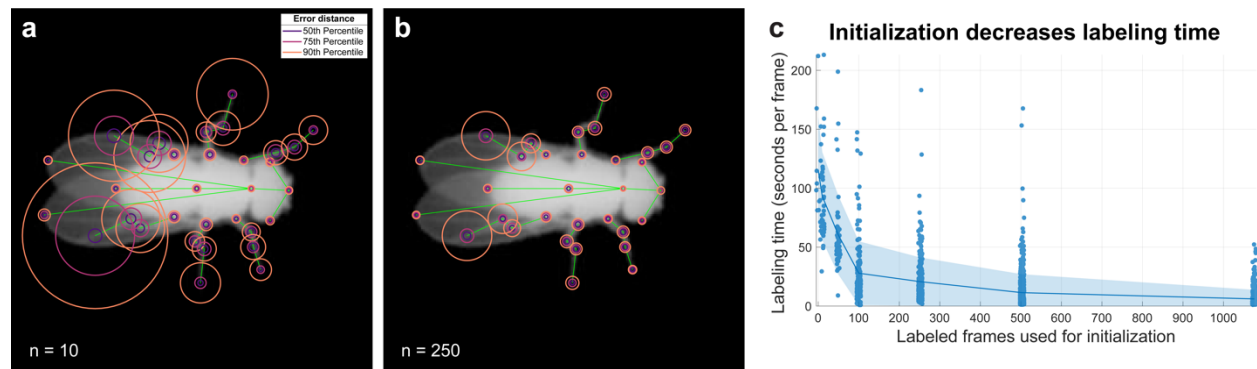 a
Error distance
50th Percentile
75th Percentile
90th Percentile
n = 10
b
n = 250
c
Initialization decreases labeling time
Labeling time (seconds per frame)
200
150
100
50
0
0 100 200 300 400 500 600 700 800 900 1000
Labeled frames used for initialization